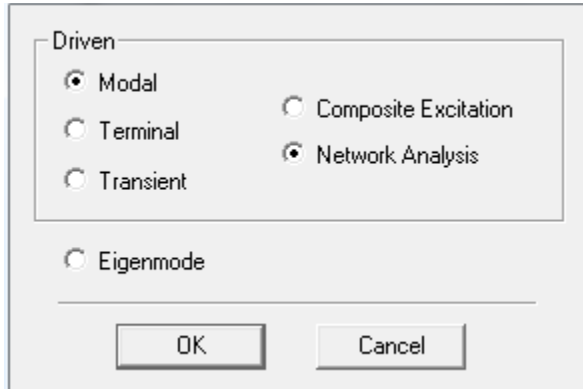 Driven
Modal
Terminal
Transient
Composite Excitation
Network Analysis
Eigenmode
OK
Cancel